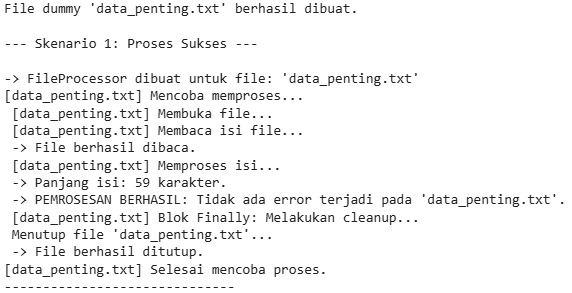 File dummy 'data_penting.txt' berhasil dibuat.
--- Skenario 1: Proses Sukses ---
-> FileProcessor dibuat untuk file: 'data_penting.txt'
[data_penting.txt] Mencoba memproses...
[data_penting.txt] Membuka file...
[data_penting.txt] Membaca isi file...
-> File berhasil dibaca.
[data_penting.txt] Memproses isi...
-> Panjang isi: 59 karakter.
-> PEMROSESAN BERHASIL: Tidak ada error terjadi pada 'data_penting.txt'.
[data_penting.txt] Blok Finally: Melakukan cleanup...
Menutup file 'data_penting.txt'...
-> File berhasil ditutup.
[data_penting.txt] Selesai mencoba proses.
------------------------------